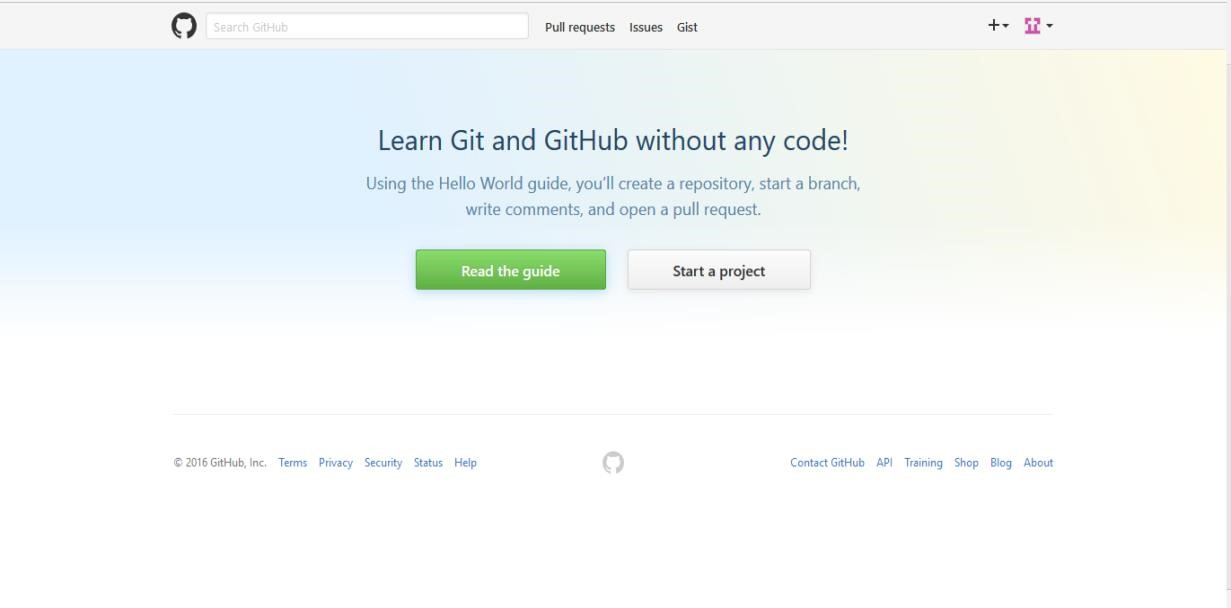 Search GitHub Pull requests Issues Gist
Learn Git and GitHub without any code!
Using the Hello World guide, you'll create a repository, start a branch,
write comments, and open a pull request.
Read the guide Start a project
© 2016 GitHub, Inc. Terms Privacy Security Status Help Contact GitHub API Training Shop Blog About